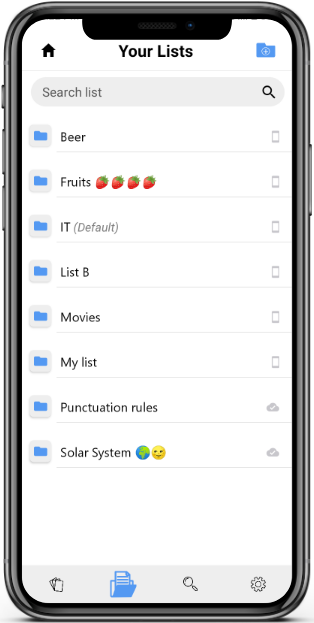 Your Lists
Search list
Beer
Fruits 🍓🍓🍓🍓
IT (Default)
List B
Movies
My list
Punctuation rules
Solar System 🌍😉